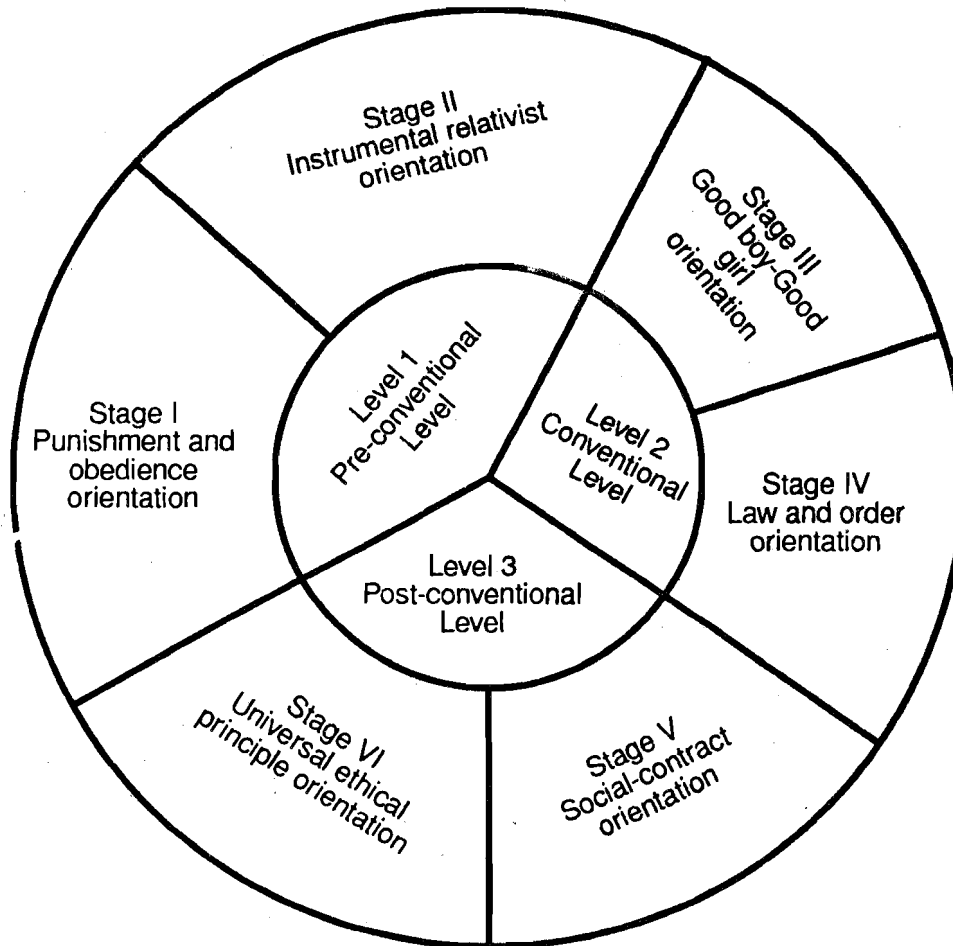 Stage I
Punishment and
obedience
orientation
Stage II
Instrumental relativist
orientation
Stage III
Good boy-Good
girl
orientation
Stage IV
Law and order
orientation
Stage V
Social-contract
orientation
Stage VI
Universal ethical
principle orientation
Level 1
Pre-conventional
Level
Level 2
Conventional
Level
Level 3
Post-conventional
Level